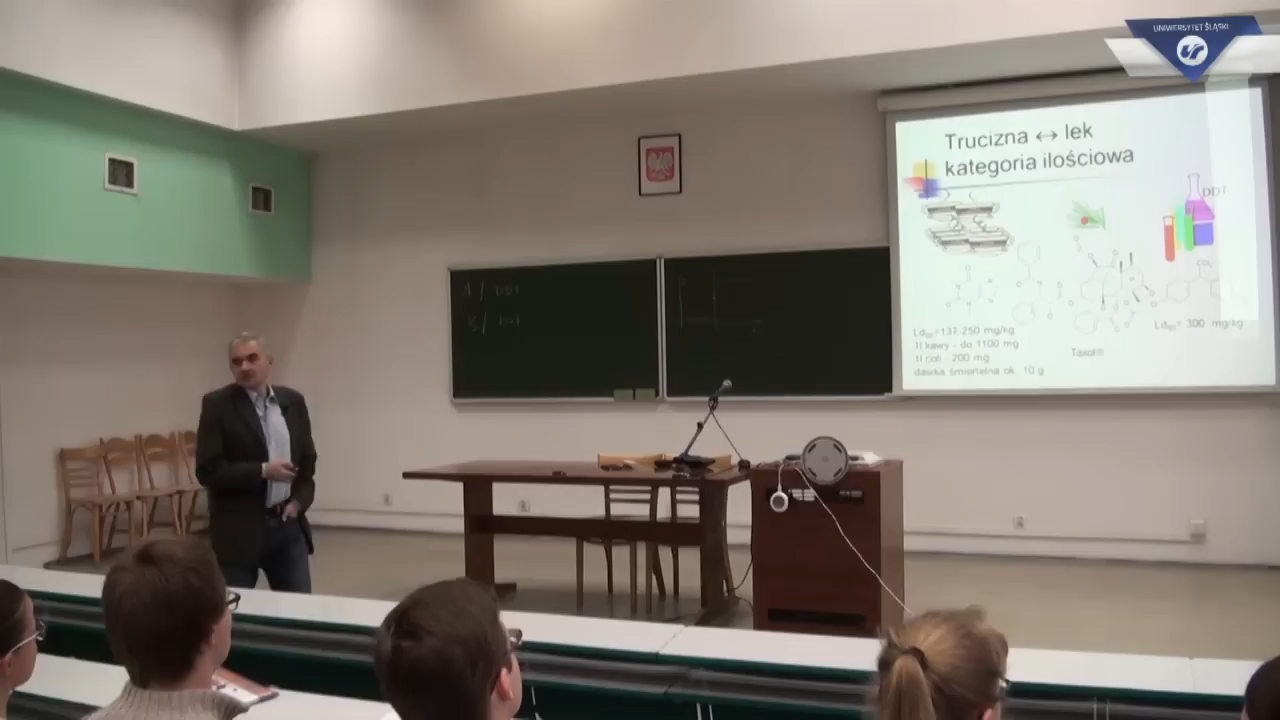 UNIWERSYTET ŚLĄSKI
Trucizna ↔ lek
kategoria ilościowa
DDT
Ld₅₀=137-250 mg/kg
1l kawy - do 1100 mg
1l coli - 200 mg
dawka śmiertelna ok. 10 g
Taxol®
Ld₅₀= 300 mg/kg
A/ DDT
B/